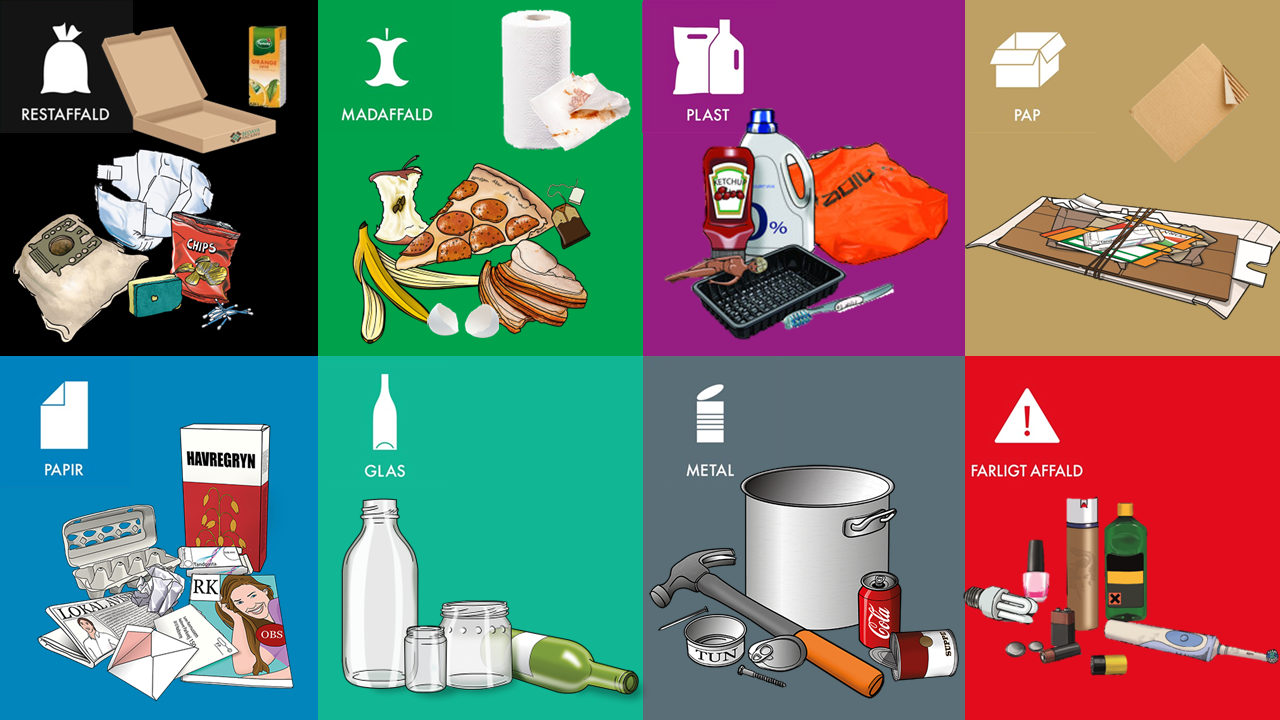 RESTAFFALD
ORANGE
CHIPS
MADAFFALD
PLAST
KETCHUP
0%
PAP
PAPIR
HAVREGRYN
LOKALA
RK
OBS
GLAS
METAL
Coca
Cola
TUN
SUPPE
FARLIGT AFFALD